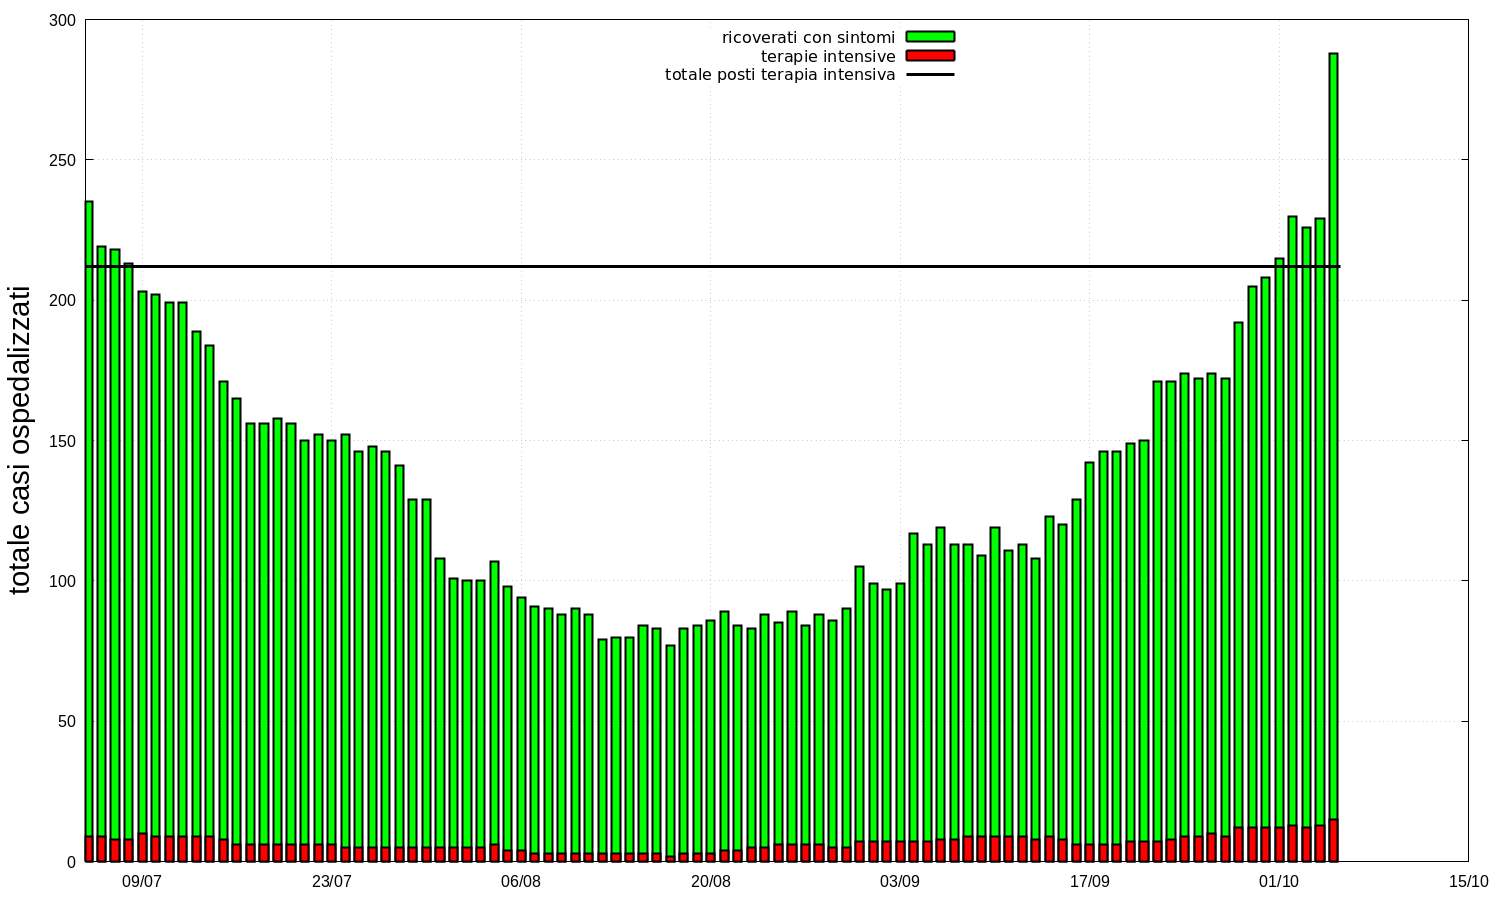 300
250
200
150
100
50
0
totale casi ospedalizzati
ricoverati con sintomi
terapie intensive
totale posti terapia intensiva
09/07 23/07 06/08 20/08 03/09 17/09 01/10 15/10